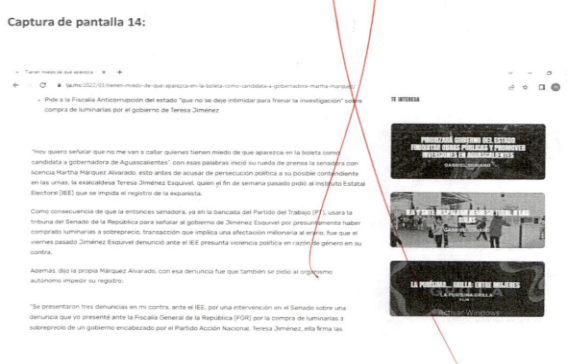 Captura de pantalla 14:
Tienen miedo de que aparezca
lja.mx/2022/03/tienen-miedo-de-que-aparezca-en-la-boleta-como-candidata-a-gobernadora-martha-marquez/
Pide a la Fiscalía Anticorrupción del estado "que no se deje intimidar para frenar la investigación" sobre
compra de luminarias por el gobierno de Teresa Jiménez
TE INTERESA
"Hoy quiero señalar que no me van a callar quienes tienen miedo de que aparezca en la boleta como
candidata a gobernadora de Aguascalientes", con esas palabras inició su rueda de prensa la senadora con
licencia Martha Márquez Alvarado, esto antes de acusar de persecución política a su posible contendiente
en las urnas, la exalcaldesa Teresa Jiménez Esquivel, quien el fin de semana pasado pidió al Instituto Estatal
Electoral (IEE) que se impida el registro de la expanista.
Como consecuencia de que la entonces senadora, ya en la bancada del Partido del Trabajo (PT), usara la
tribuna del Senado de la República para señalar al gobierno de Jiménez Esquivel por presuntamente haber
comprado luminarias a sobreprecio, transacción que implica una afectación millonaria al erario, fue que el
viernes pasado Jiménez Esquivel denunció ante el IEE presunta violencia política en razón de género en su
contra.
Además, dijo la propia Márquez Alvarado, con esa denuncia fue que también se pidió al organismo
autónomo impedir su registro.
"Se presentaron tres denuncias en mi contra, ante el IEE, por una intervención en el Senado sobre una
denuncia que yo presenté ante la Fiscalía General de la República (FGR) por la compra de luminarias a
sobreprecio de un gobierno encabezado por el Partido Acción Nacional, Teresa Jiménez, ella firma las
PRIORIZARÁ GOBIERNO DEL ESTADO
FINIQUITAR OBRAS PÚBLICAS Y PROMOVER
INVERSIONES EN AGUASCALIENTES
GABRIEL SORIANO
REGRESO TOTAL A LAS
AULAS
GABRIEL SORIANO
LA PURÍSIMA... GRILLA: ENTRE MUJERES
LA PURÍSIMA GRILLA
Activar Windows